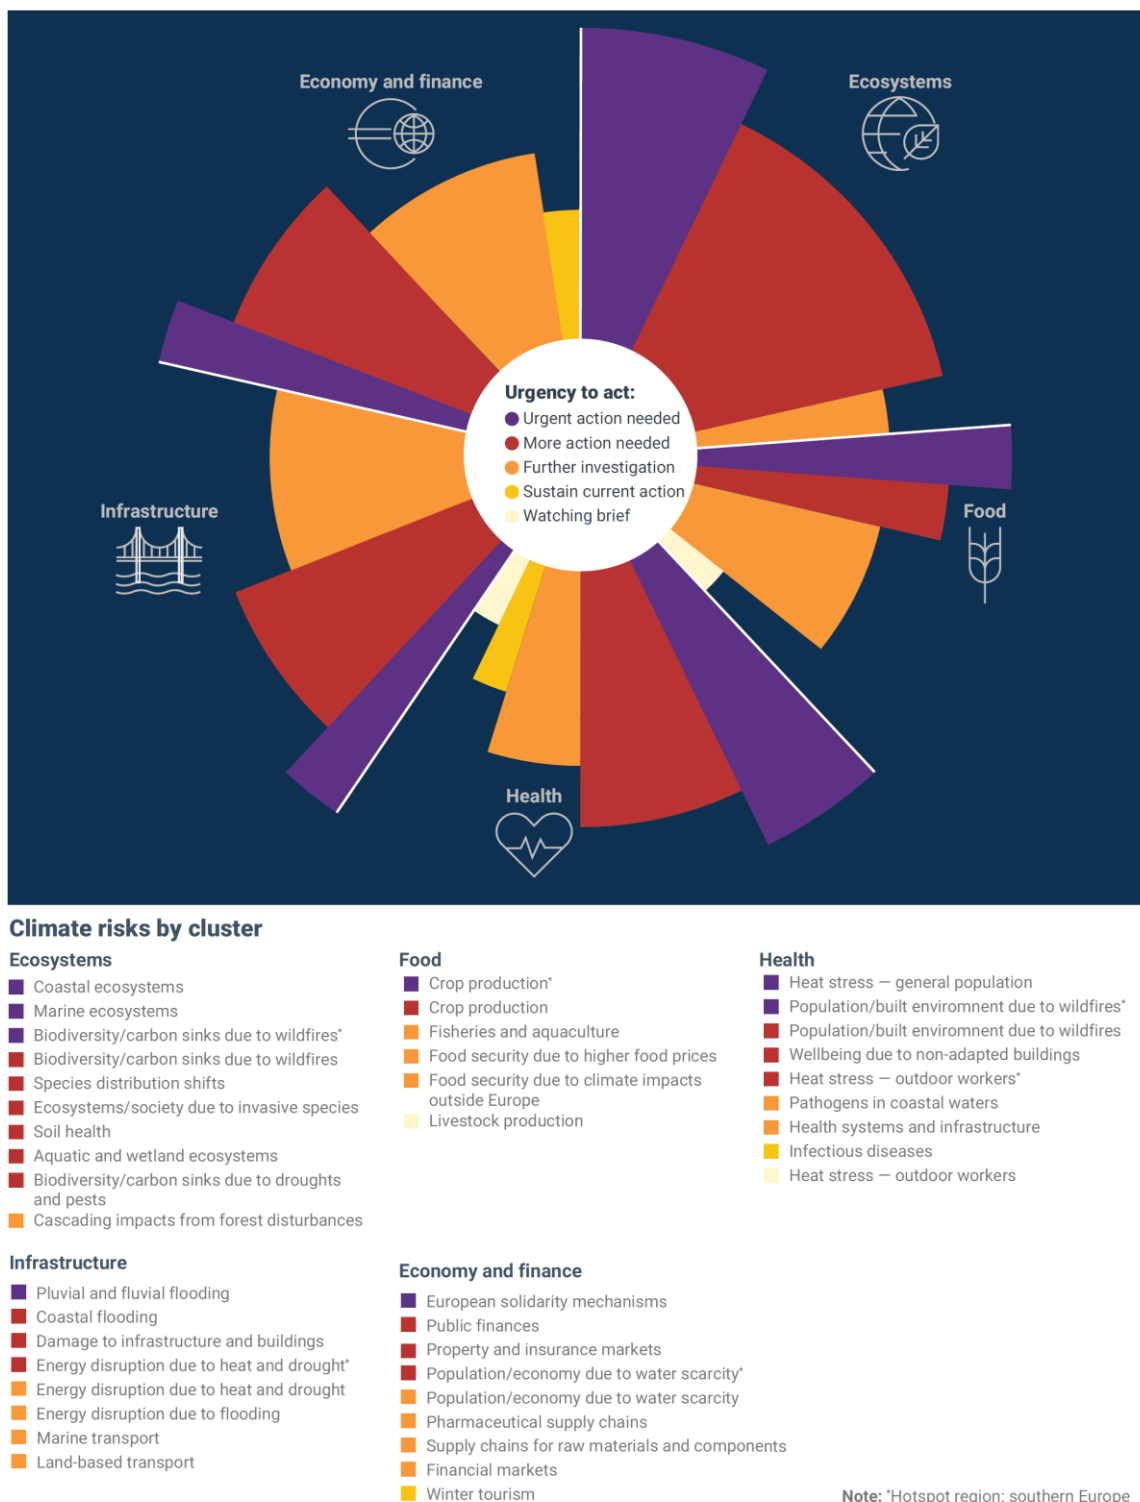 Economy and finance
Ecosystems
Urgency to act:
Urgent action needed
More action needed
Further investigation
Sustain current action
Watching brief
Infrastructure
Food
Health
Climate risks by cluster
Ecosystems
Coastal ecosystems
Marine ecosystems
Biodiversity/carbon sinks due to wildfires*
Biodiversity/carbon sinks due to wildfires
Species distribution shifts
Ecosystems/society due to invasive species
Soil health
Aquatic and wetland ecosystems
Biodiversity/carbon sinks due to droughts
and pests
Cascading impacts from forest disturbances
Food
Crop production*
Crop production
Fisheries and aquaculture
Food security due to higher food prices
Food security due to climate impacts
outside Europe
Livestock production
Health
Heat stress — general population
Population/built enviromnent due to wildfires*
Population/built enviromnent due to wildfires
Wellbeing due to non-adapted buildings
Heat stress — outdoor workers*
Pathogens in coastal waters
Health systems and infrastructure
Infectious diseases
Heat stress — outdoor workers
Infrastructure
Pluvial and fluvial flooding
Coastal flooding
Damage to infrastructure and buildings
Energy disruption due to heat and drought*
Energy disruption due to heat and drought
Energy disruption due to flooding
Marine transport
Land-based transport
Economy and finance
European solidarity mechanisms
Public finances
Property and insurance markets
Population/economy due to water scarcity*
Population/economy due to water scarcity
Pharmaceutical supply chains
Supply chains for raw materials and components
Financial markets
Winter tourism
Note: *Hotspot region: southern Europe